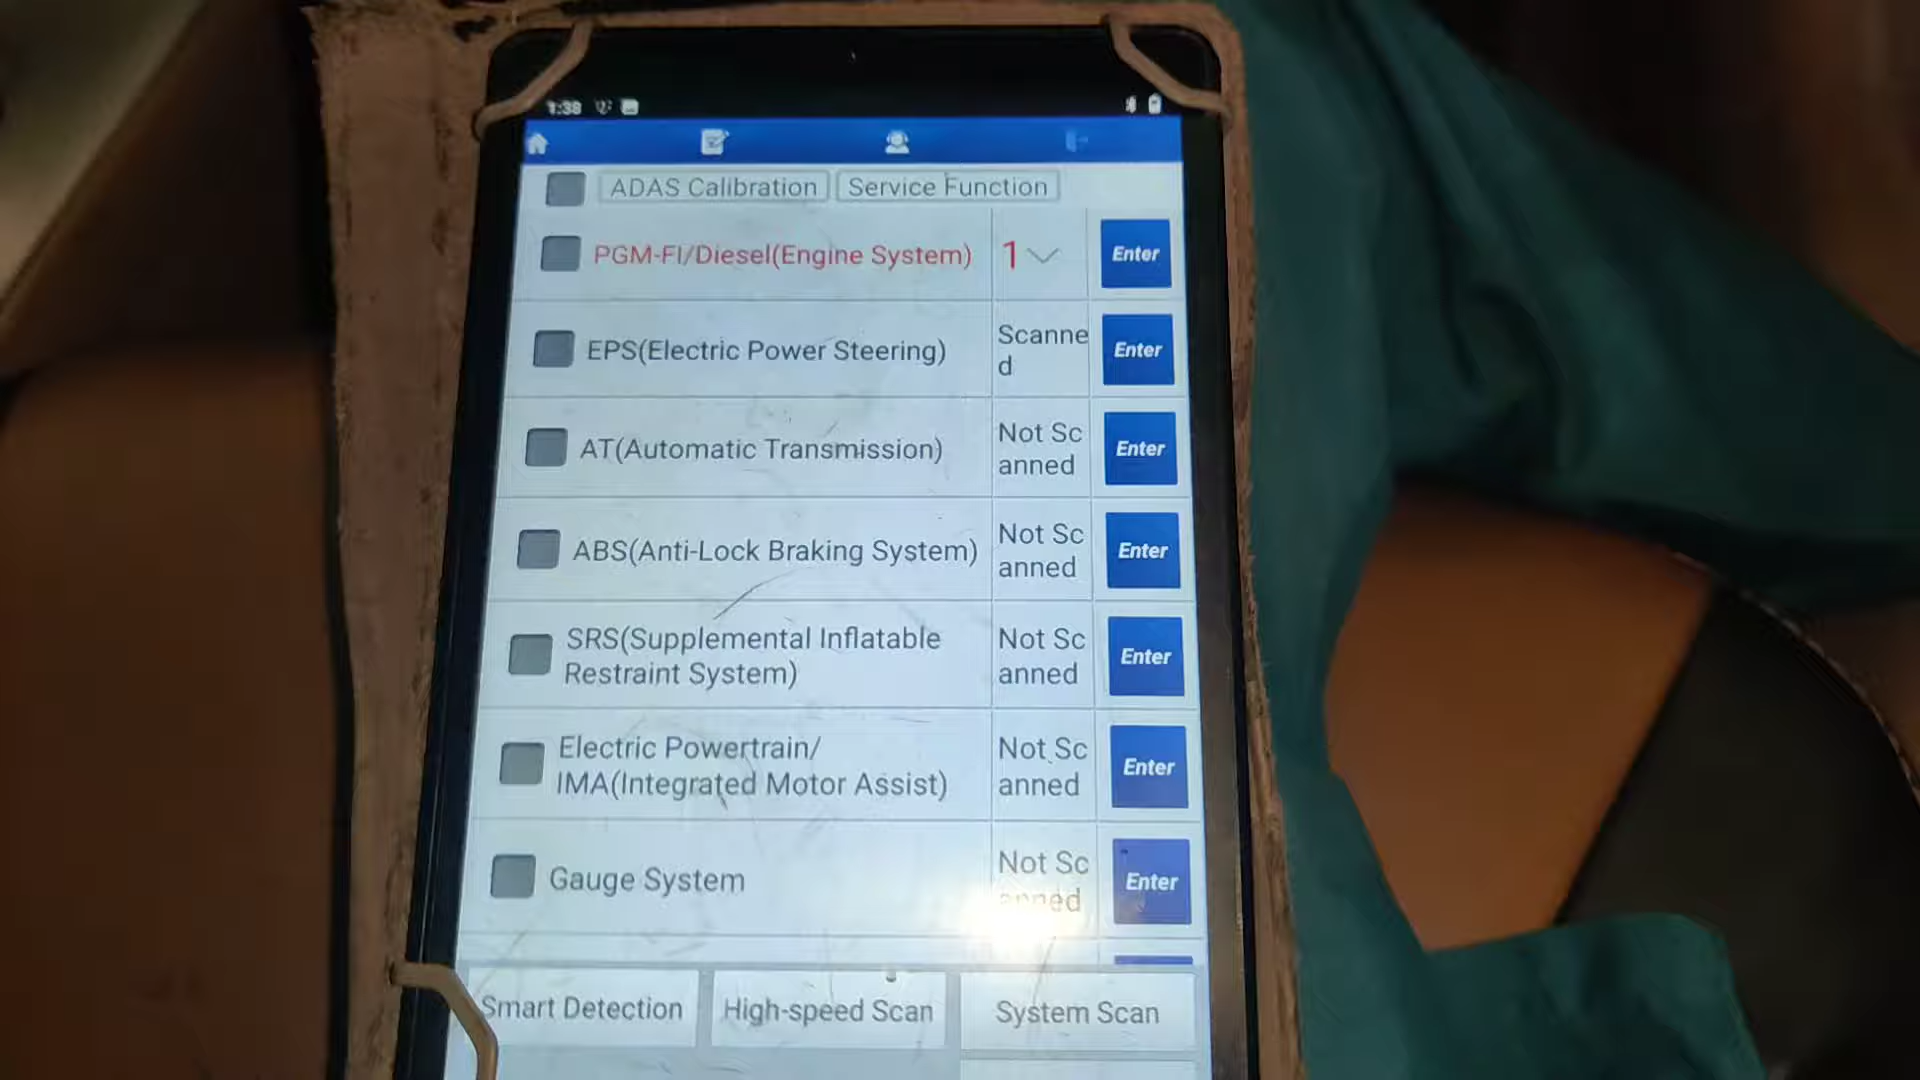 1:38
ADAS Calibration Service Function
PGM-FI/Diesel(Engine System) 1 Enter
EPS(Electric Power Steering) Scanne
d Enter
AT(Automatic Transmission) Not Sc
anned Enter
ABS(Anti-Lock Braking System) Not Sc
anned Enter
SRS(Supplemental Inflatable
Restraint System) Not Sc
anned Enter
Electric Powertrain/
IMA(Integrated Motor Assist) Not Sc
anned Enter
Gauge System Not Sc
anned Enter
Smart Detection High-speed Scan System Scan